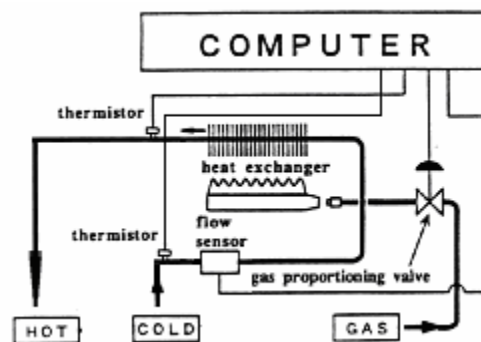 COMPUTER
thermistor
heat exchanger
flow
sensor
thermistor
gas proportioning valve
HOT
COLD
GAS